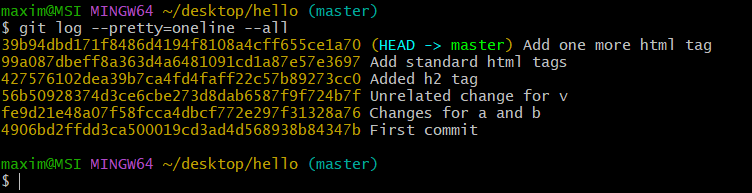 maxim@MSI MINGW64 ~/desktop/hello (master)
$ git log --pretty=oneline --all
39b94dbd171f8486d4194f8108a4cff655ce1a70 (HEAD -> master) Add one more html tag
99a087dbeff8a363d4a6481091cd1a87e57e3697 Add standard html tags
427576102dea39b7ca4fd4faff22c57b89273cc0 Added h2 tag
56b50928374d3ce6cbe273d8dab6587f9f724b7f Unrelated change for v
fe9d21e48a07f58fcca4dbcf772e297f31328a76 Changes for a and b
4906bd2ffdd3ca500019cd3ad4d568938b84347b First commit
maxim@MSI MINGW64 ~/desktop/hello (master)
$